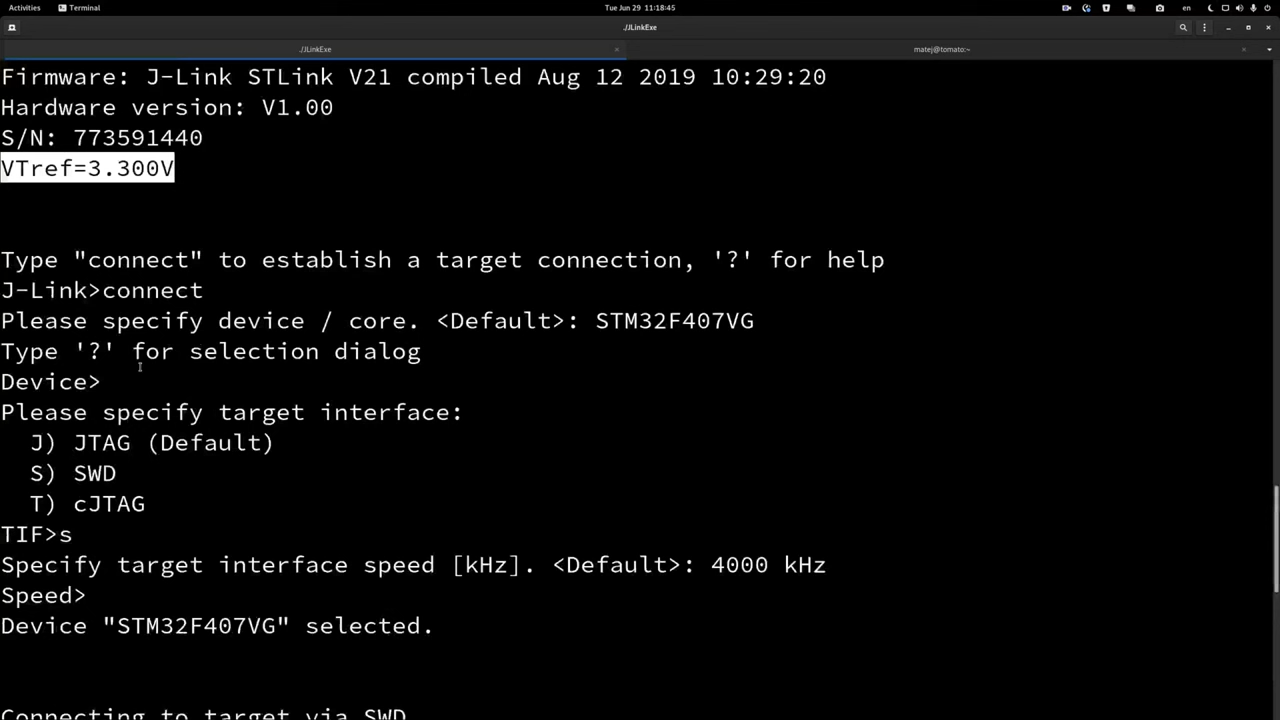 Activities
Terminal
Tue Jun 29 11:18:45
en
./JLinkExe
./JLinkExe
matej@tomato:~
Firmware: J-Link STLink V21 compiled Aug 12 2019 10:29:20
Hardware version: V1.00
S/N: 773591440
VTref=3.300V
Type "connect" to establish a target connection, '?' for help
J-Link>connect
Please specify device / core. <Default>: STM32F407VG
Type '?' for selection dialog
Device>
Please specify target interface:
J) JTAG (Default)
S) SWD
T) cJTAG
TIF>s
Specify target interface speed [kHz]. <Default>: 4000 kHz
Speed>
Device "STM32F407VG" selected.
Connecting to target via SWD